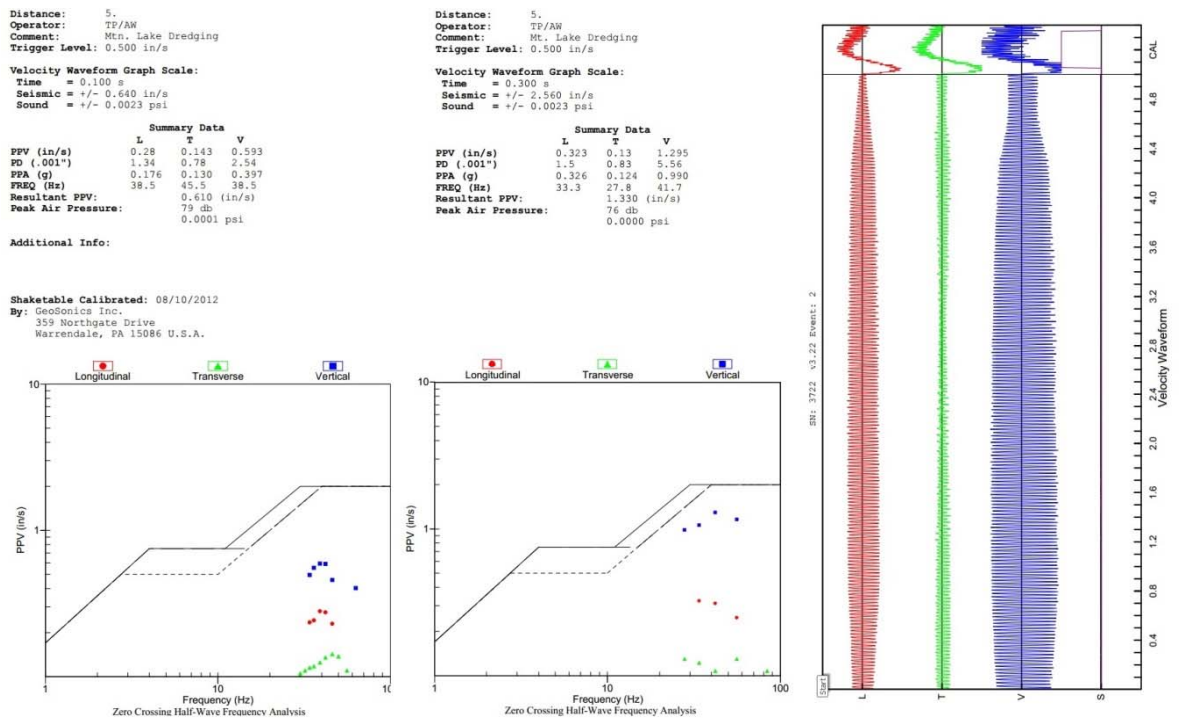 Distance: 5.
Operator: TP/AW
Comment: Mtn. Lake Dredging
Trigger Level: 0.500 in/s
Velocity Waveform Graph Scale:
Time = 0.100 s
Seismic = +/- 0.640 in/s
Sound = +/- 0.0023 psi
Summary Data
L T V
PPV (in/s) 0.28 0.143 0.593
PD (.001") 1.34 0.78 2.54
PPA (g) 0.176 0.130 0.397
FREQ (Hz) 38.5 45.5 38.5
Resultant PPV: 0.610 (in/s)
Peak Air Pressure: 79 db
0.0001 psi
Additional Info:
Shaketable Calibrated: 08/10/2012
By: GeoSonics Inc.
359 Northgate Drive
Warrendale, PA 15086 U.S.A.
Longitudinal Transverse Vertical
10
1
PPV (in/s)
1 10 100
Frequency (Hz)
Zero Crossing Half-Wave Frequency Analysis
Distance: 5.
Operator: TP/AW
Comment: Mt. Lake Dredging
Trigger Level: 0.500 in/s
Velocity Waveform Graph Scale:
Time = 0.300 s
Seismic = +/- 2.560 in/s
Sound = +/- 0.0023 psi
Summary Data
L T V
PPV (in/s) 0.323 0.13 1.295
PD (.001") 1.5 0.83 5.56
PPA (g) 0.326 0.124 0.990
FREQ (Hz) 33.3 27.8 41.7
Resultant PPV: 1.330 (in/s)
Peak Air Pressure: 76 db
0.0000 psi
Longitudinal Transverse Vertical
10
1
PPV (in/s)
1 10 100
Frequency (Hz)
Zero Crossing Half-Wave Frequency Analysis
SN: 3722 v3.22 Event: 2
Start
L
T
V
S
0.4 0.8 1.2 1.6 2.0 2.4 2.8 3.2 3.6 4.0 4.4 4.8 CAL
Velocity Waveform